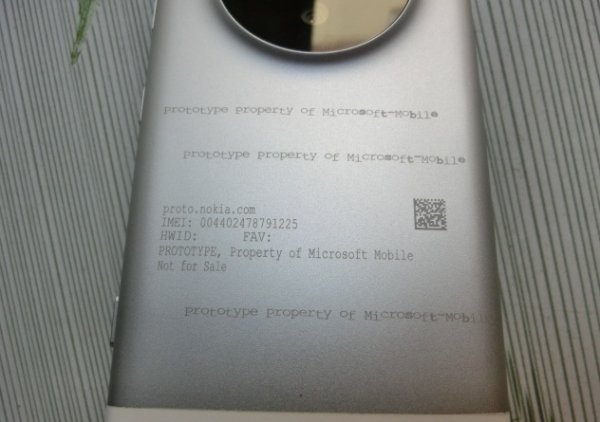 Prototype Property of Microsoft-Mobile
Prototype Property of Microsoft-Mobile
proto.nokia.com
IMEI: 004402478791225
HWID: FAV:
PROTOTYPE, Property of Microsoft Mobile
Not for Sale
Prototype Property of Microsoft-Mobile